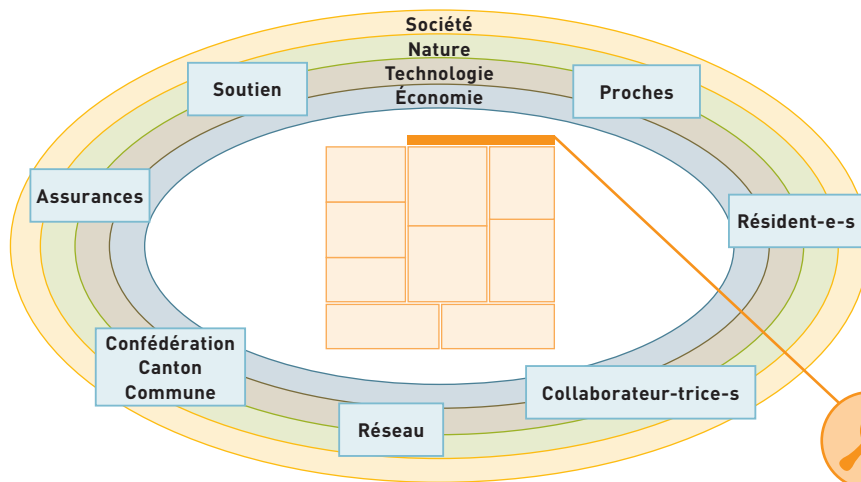 Société
Nature
Technologie
Économie
Soutien
Proches
Assurances
Résident-e-s
Confédération
Canton
Commune
Collaborateur-trice-s
Réseau